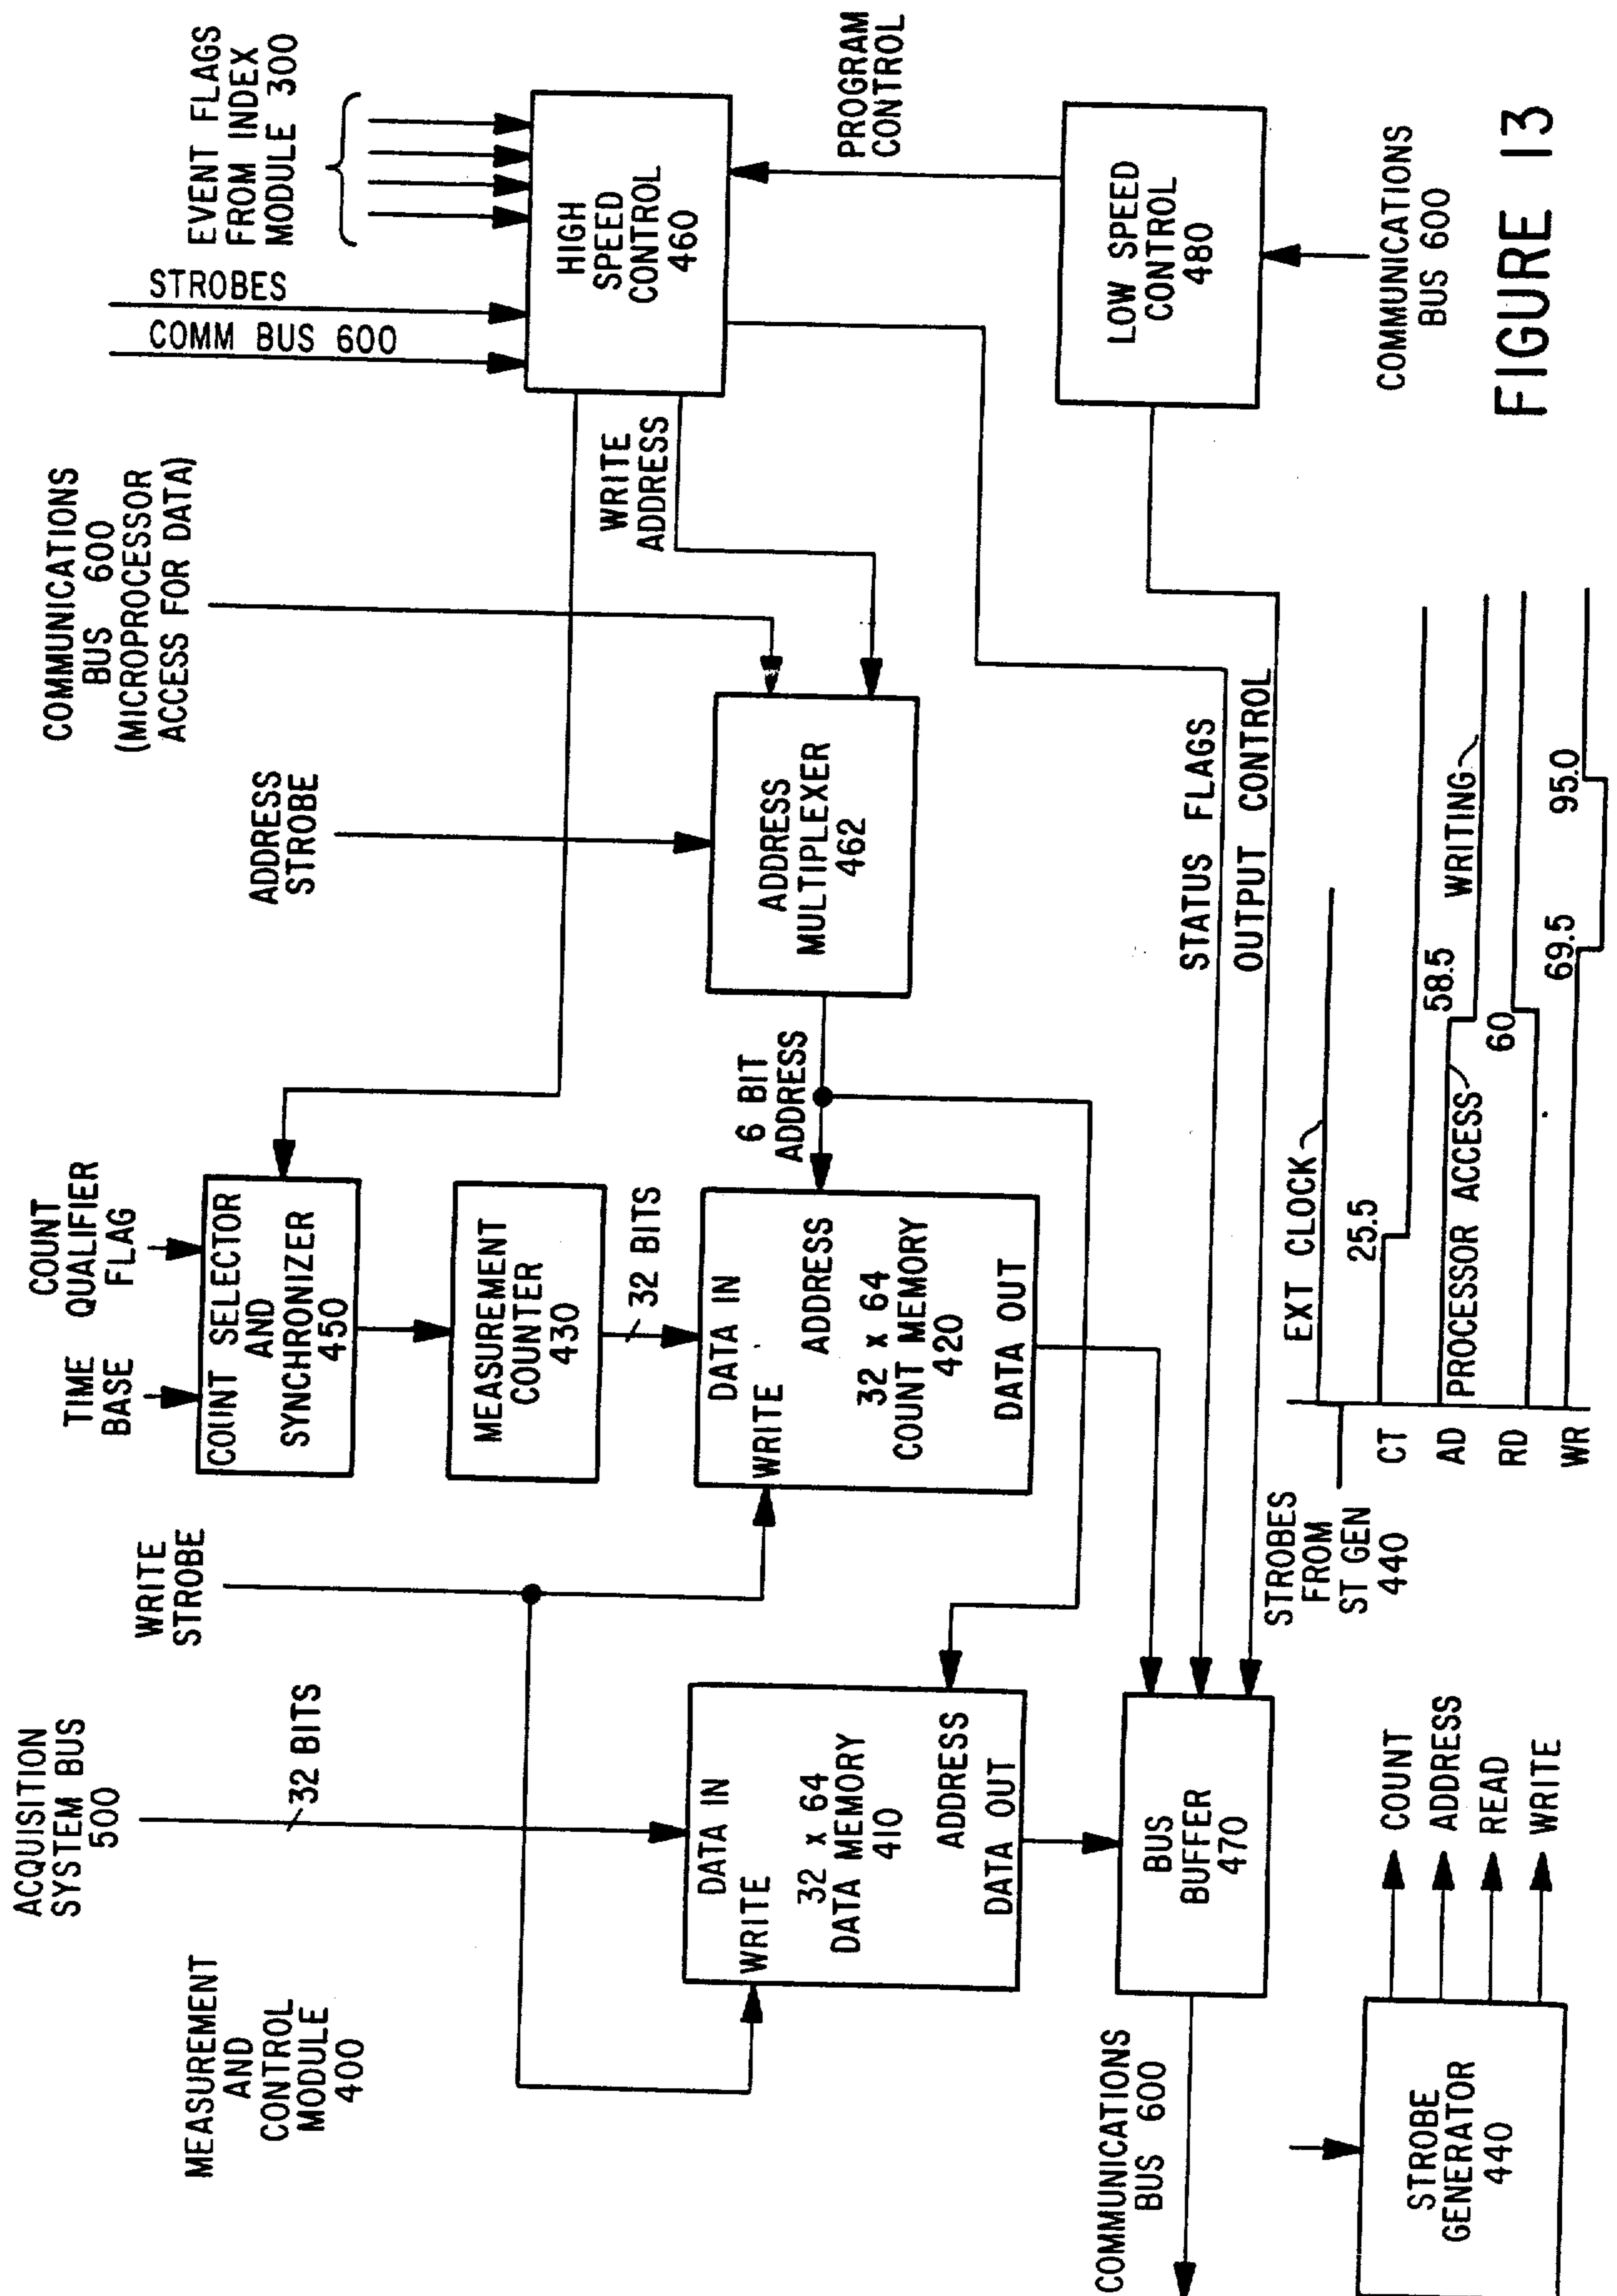 MEASUREMENT
AND
CONTROL
MODULE
400
ACQUISITION
SYSTEM BUS
500
32 BITS
WRITE
STROBE
TIME
BASE
COUNT
QUALIFIER
FLAG
COUNT SELECTOR
AND
SYNCHRONIZER
450
MEASUREMENT
COUNTER
430
32 BITS
ADDRESS
STROBE
COMMUNICATIONS
BUS 600
(MICROPROCESSOR
ACCESS FOR DATA)
COMM BUS 600
STROBES
EVENT FLAGS
FROM INDEX
MODULE 300
HIGH
SPEED
CONTROL
460
WRITE
ADDRESS
ADDRESS
MULTIPLEXER
462
6 BIT
ADDRESS
DATA IN
WRITE
ADDRESS
32 x 64
COUNT MEMORY
420
DATA OUT
DATA IN
WRITE
32 x 64
DATA MEMORY
410
ADDRESS
DATA OUT
PROGRAM
CONTROL
LOW SPEED
CONTROL
480
COMMUNICATIONS
BUS 600
STATUS FLAGS
OUTPUT CONTROL
BUS
BUFFER
470
COMMUNICATIONS
BUS 600
STROBE
GENERATOR
440
COUNT
ADDRESS
READ
WRITE
STROBES
FROM
ST GEN
440
EXT CLOCK
CT
25.5
AD
PROCESSOR ACCESS
58.5
WRITING
RD
60
WR
69.5
95.0
FIGURE 13